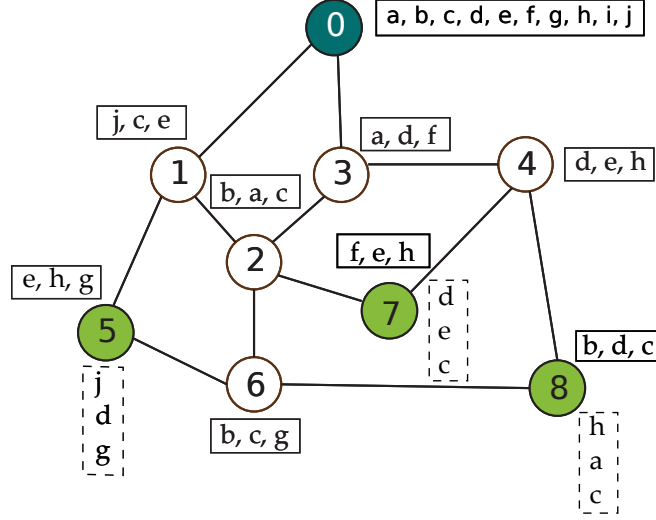 0
a, b, c, d, e, f, g, h, i, j
j, c, e
a, d, f
1
3
4
d, e, h
b, a, c
2
f, e, h
e, h, g
7
d
e
c
5
b, d, c
6
8
j
d
g
b, c, g
h
a
c